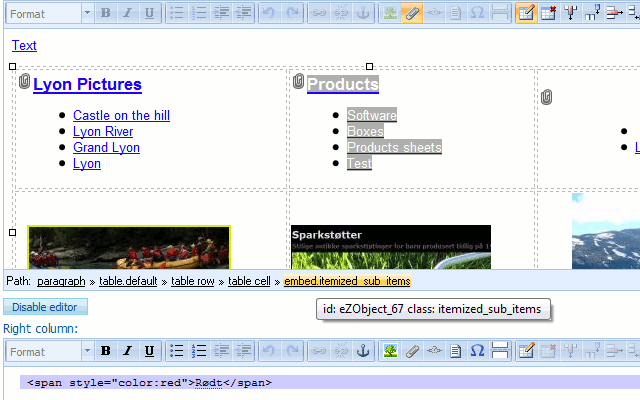 Format B I U Ω
Text
Lyon Pictures Products
Castle on the hill Software
Lyon River Boxes
Grand Lyon Products sheets L
Lyon Test
Sparkstøtter
Stilige antikke sparkstøttinger for barn produsert tidlig på 1
Path: paragraph » table.default » table row » table cell » embed.itemized_sub_items
Disable editor
id: eZObject_67 class: itemized_sub_items
Right column:
Format B I U Ω
<span style="color:red">Rødt</span>